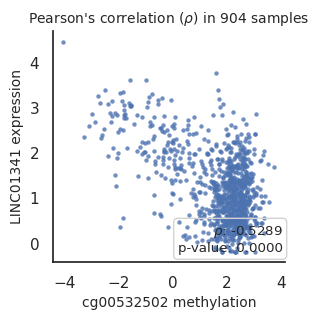 Pearson's correlation (ρ) in 904 samples
LINC01341 expression
4
3
2
1
0
ρ: -0.5289
p-value: 0.0000
−4 −2 0 2 4
cg00532502 methylation